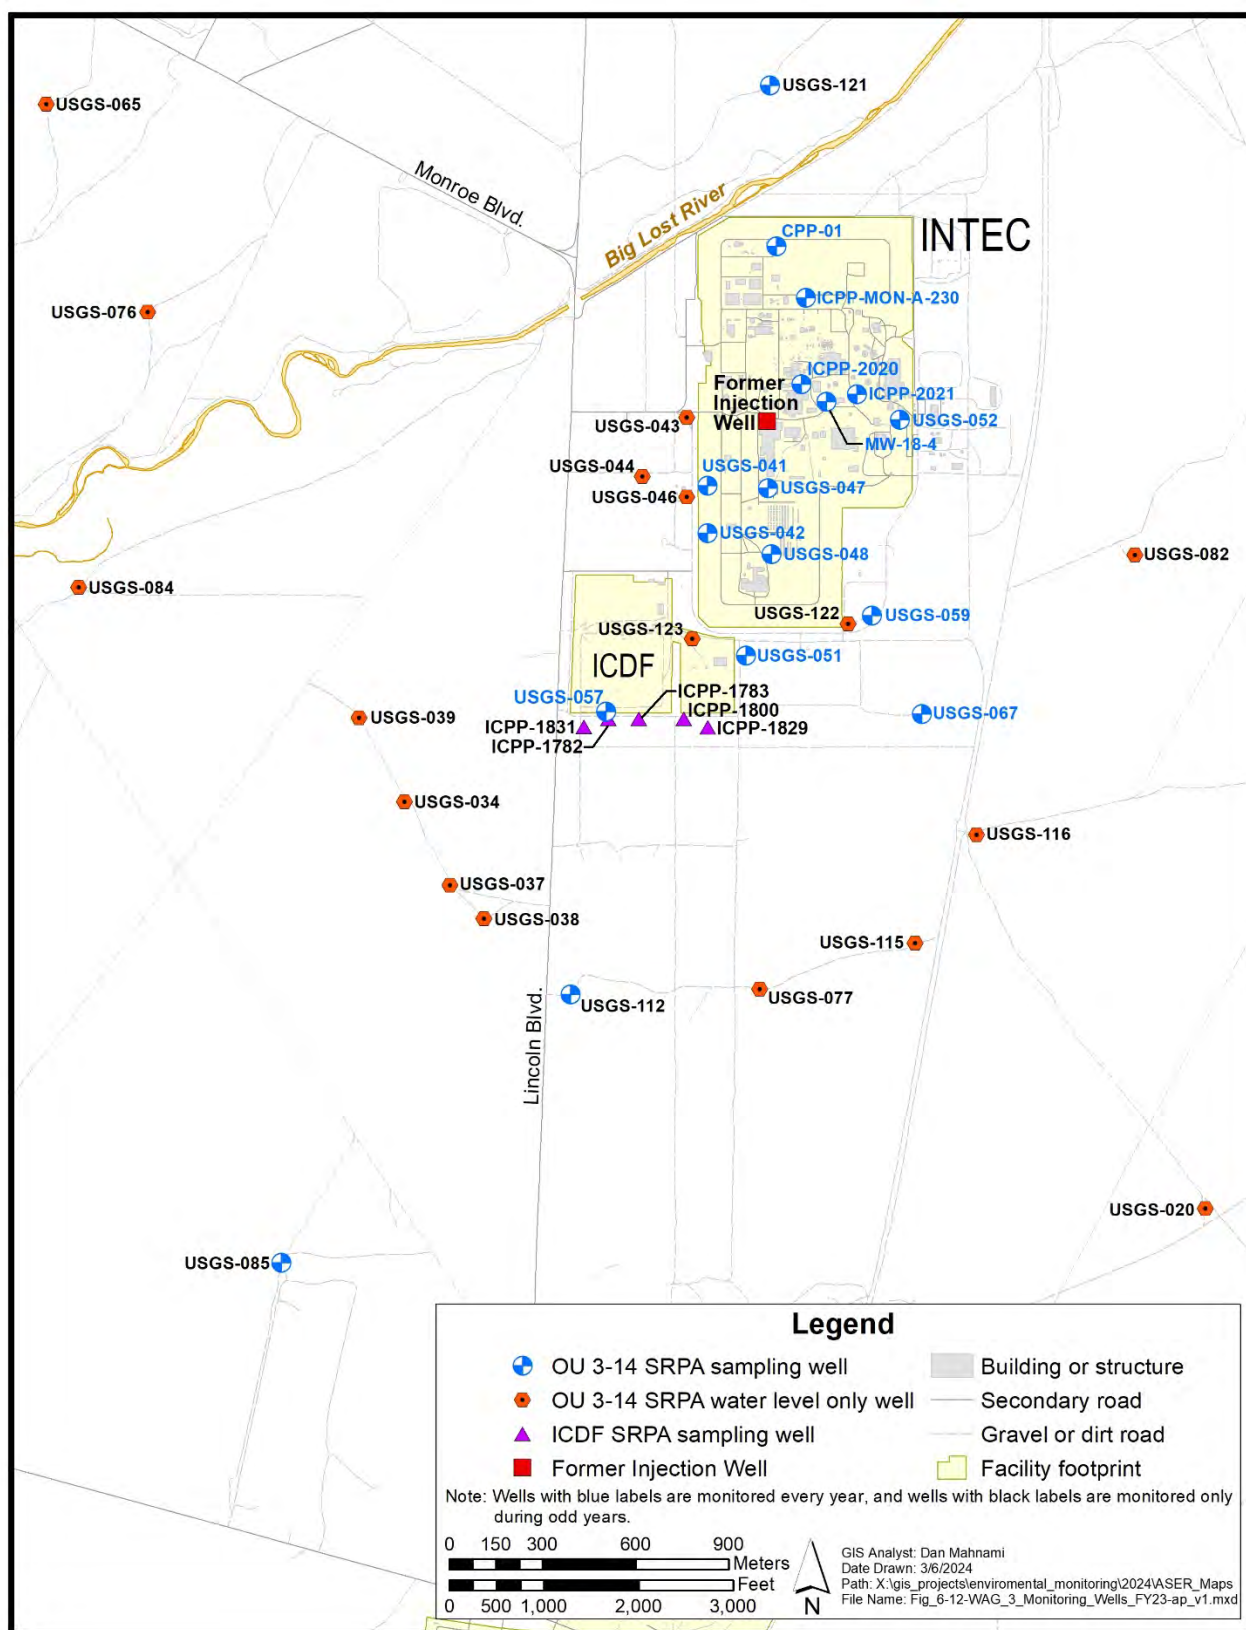 USGS-121
USGS-065
Monroe Blvd.
Big Lost River
INTEC
CPP-01
ICPP-MON-A-230
USGS-076
ICPP-2020
Former
Injection
Well
ICPP-2021
USGS-043
USGS-052
MW-18-4
USGS-044
USGS-041
USGS-046
USGS-047
USGS-042
USGS-048
USGS-082
USGS-084
USGS-122
USGS-059
USGS-123
USGS-051
ICDF
ICPP-1783
USGS-057
ICPP-1800
USGS-067
USGS-039
ICPP-1831
ICPP-1829
ICPP-1782
USGS-034
USGS-116
USGS-037
USGS-038
USGS-115
USGS-112
USGS-077
Lincoln Blvd.
USGS-020
USGS-085
Legend
OU 3-14 SRPA sampling well
Building or structure
OU 3-14 SRPA water level only well
Secondary road
ICDF SRPA sampling well
Gravel or dirt road
Former Injection Well
Facility footprint
Note: Wells with blue labels are monitored every year, and wells with black labels are monitored only
during odd years.
0 150 300 600 900
Meters
Feet
0 500 1,000 2,000 3,000
N
GIS Analyst: Dan Mahnami
Date Drawn: 3/6/2024
Path: X:\gis_projects\enviromental_monitoring\2024\ASER_Maps
File Name: Fig_6-12-WAG_3_Monitoring_Wells_FY23-ap_v1.mxd